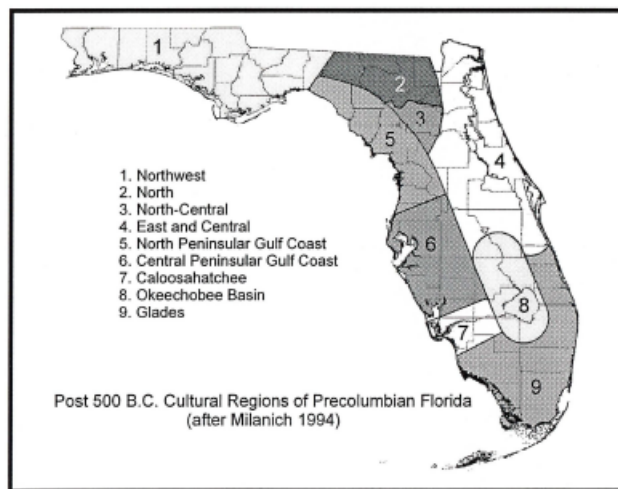 1
2
3
5
4
1. Northwest
2. North
3. North-Central
4. East and Central
5. North Peninsular Gulf Coast
6. Central Peninsular Gulf Coast
7. Caloosahatchee
8. Okeechobee Basin
9. Glades
6
8
7
9
Post 500 B.C. Cultural Regions of Precolumbian Florida
(after Milanich 1994)